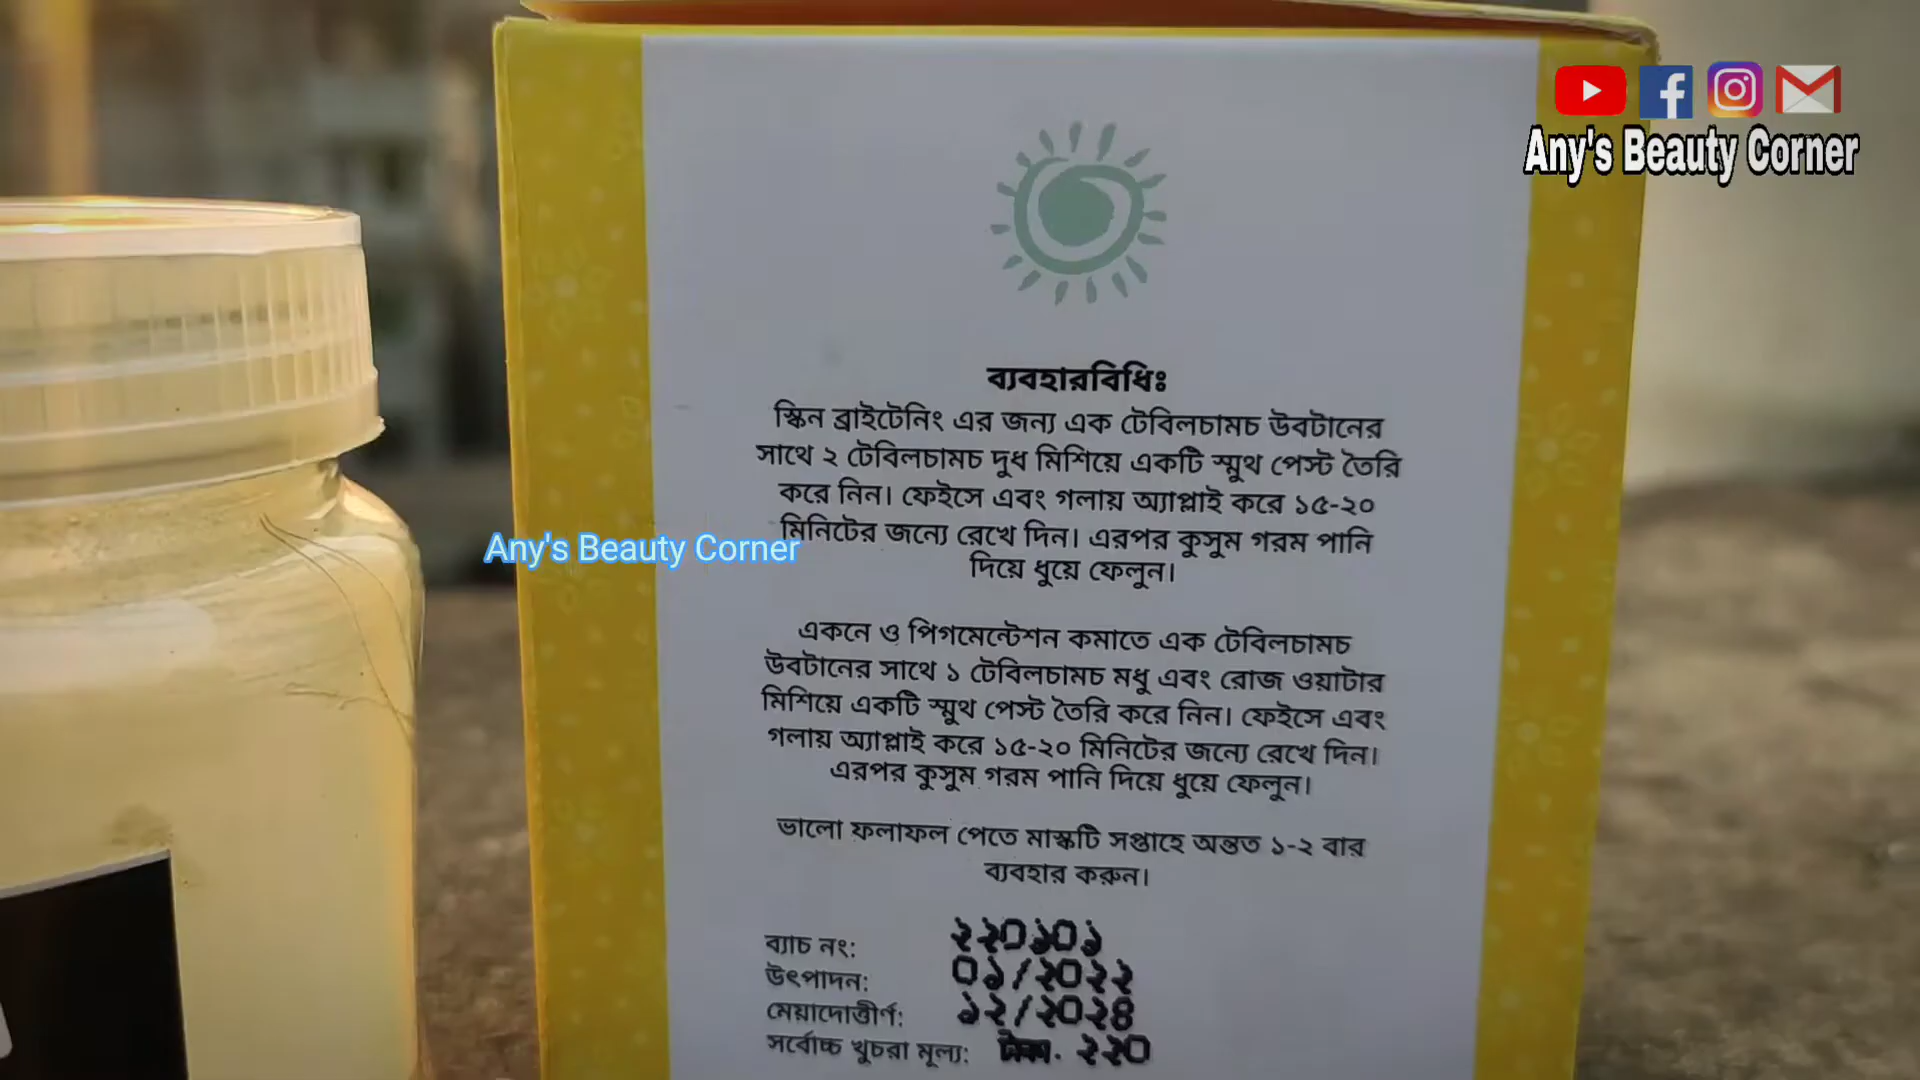 Any's Beauty Corner
ব্যবহারবিধিঃ
স্কিন ব্রাইটেনিং এর জন্য এক টেবিলচামচ উবটানের
সাথে ২ টেবিলচামচ দুধ মিশিয়ে একটি স্মুথ পেস্ট তৈরি
করে নিন। ফেইসে এবং গলায় অ্যাপ্লাই করে ১৫-২০
মিনিটের জন্যে রেখে দিন। এরপর কুসুম গরম পানি
Any's Beauty Corner
দিয়ে ধুয়ে ফেলুন।
একনে ও পিগমেন্টেশন কমাতে এক টেবিলচামচ
উবটানের সাথে ১ টেবিলচামচ মধু এবং রোজ ওয়াটার
মিশিয়ে একটি স্মুথ পেস্ট তৈরি করে নিন। ফেইসে এবং
গলায় অ্যাপ্লাই করে ১৫-২০ মিনিটের জন্যে রেখে দিন।
এরপর কুসুম গরম পানি দিয়ে ধুয়ে ফেলুন।
ভালো ফলাফল পেতে মাস্কটি সপ্তাহে অন্তত ১-২ বার
ব্যবহার করুন।
ব্যাচ নং: ২২০১০১
উৎপাদন: ০১/২০২২
মেয়াদোত্তীর্ণ: ১২/২০২৪
সর্বোচ্চ খুচরা মূল্য: টাকা. ২২০